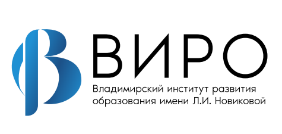 ВИРО
Владимирский институт развития
образования имени Л.И. Новиковой